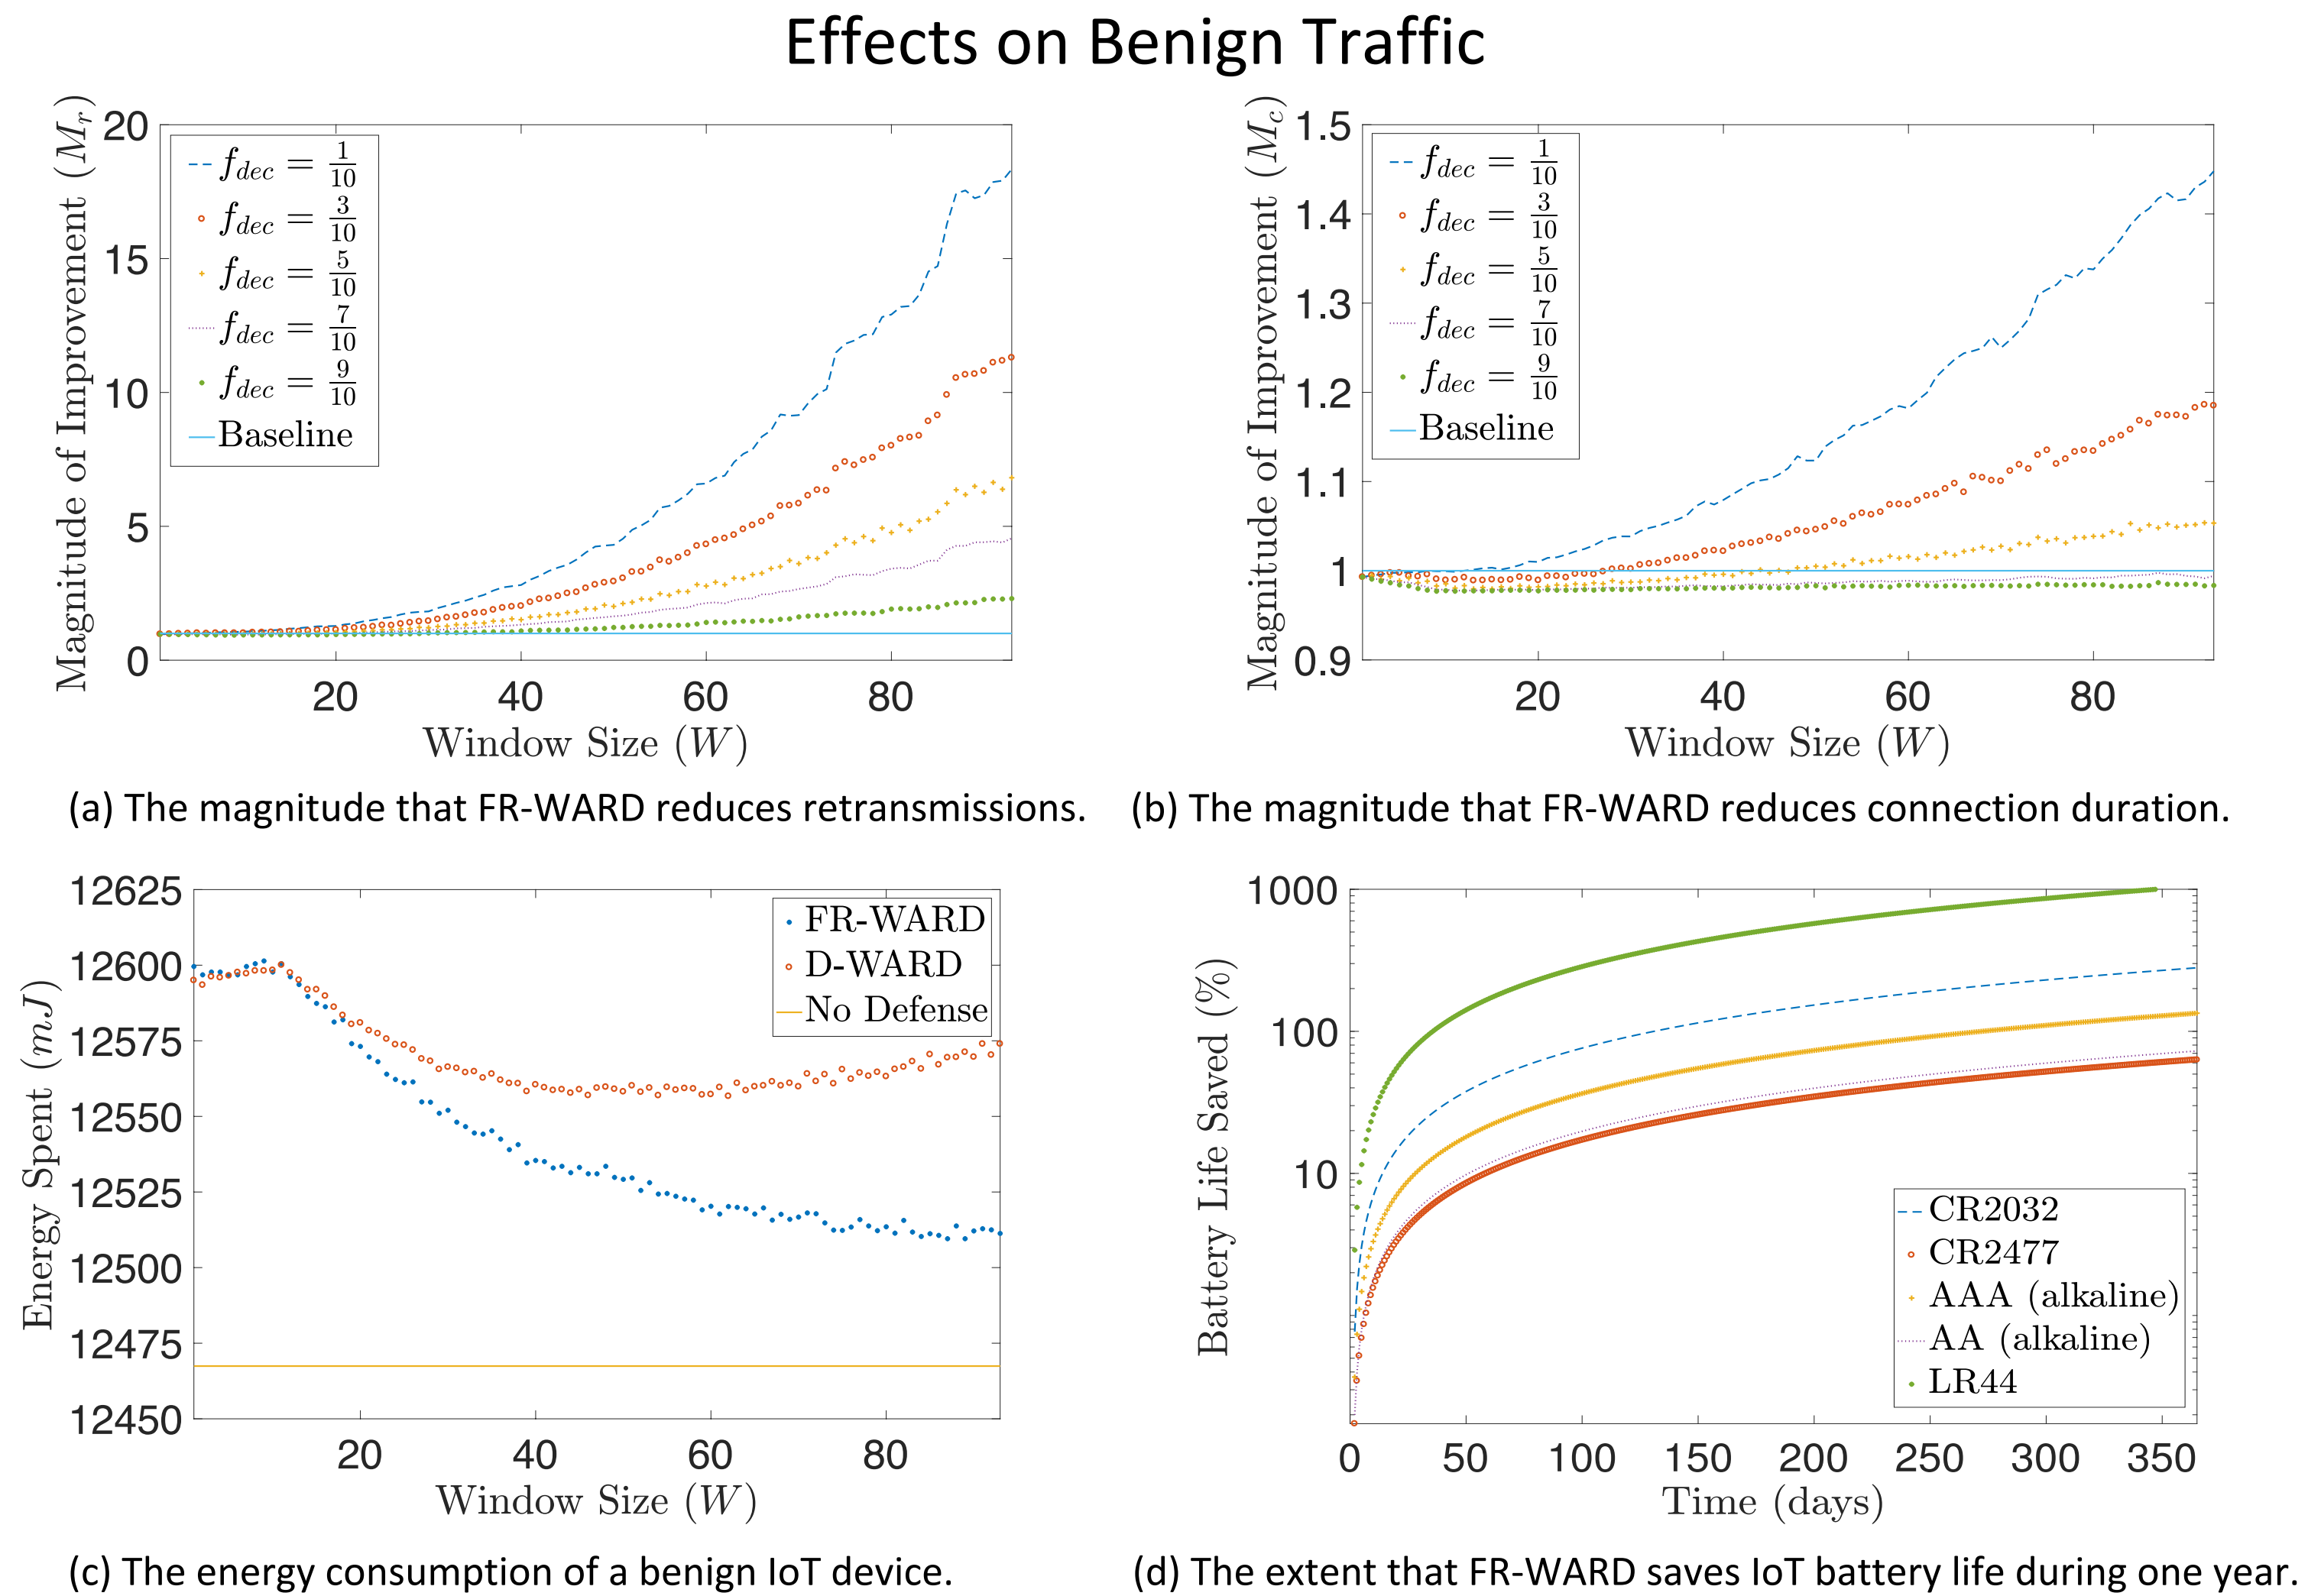 Effects on Benign Traffic
Magnitude of Improvement (M_r)
20
15
10
5
0
f_dec = 1/10
f_dec = 3/10
f_dec = 5/10
f_dec = 7/10
f_dec = 9/10
Baseline
20 40 60 80
Window Size (W)
(a) The magnitude that FR-WARD reduces retransmissions.
Magnitude of Improvement (M_c)
1.5
1.4
1.3
1.2
1.1
1
0.9
f_dec = 1/10
f_dec = 3/10
f_dec = 5/10
f_dec = 7/10
f_dec = 9/10
Baseline
20 40 60 80
Window Size (W)
(b) The magnitude that FR-WARD reduces connection duration.
Energy Spent (mJ)
12625
12600
12575
12550
12525
12500
12475
12450
FR-WARD
D-WARD
No Defense
20 40 60 80
Window Size (W)
(c) The energy consumption of a benign IoT device.
Battery Life Saved (%)
1000
100
10
CR2032
CR2477
AAA (alkaline)
AA (alkaline)
LR44
0 50 100 150 200 250 300 350
Time (days)
(d) The extent that FR-WARD saves IoT battery life during one year.